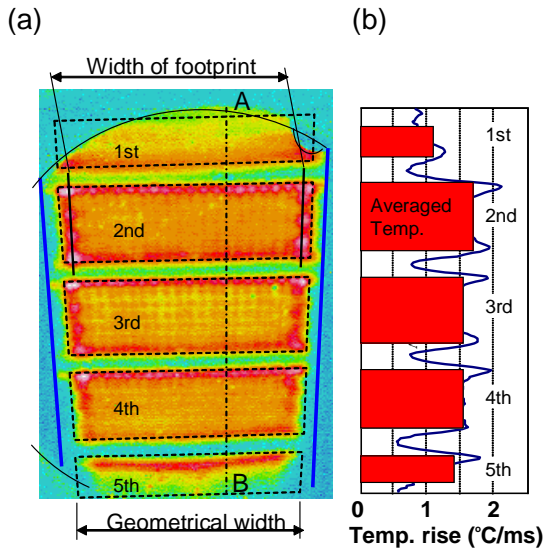 (a)
Width of footprint
A
1st
2nd
3rd
4th
5th
B
Geometrical width
(b)
1st
Averaged
Temp.
2nd
3rd
4th
5th
0 1 2
Temp. rise (°C/ms)